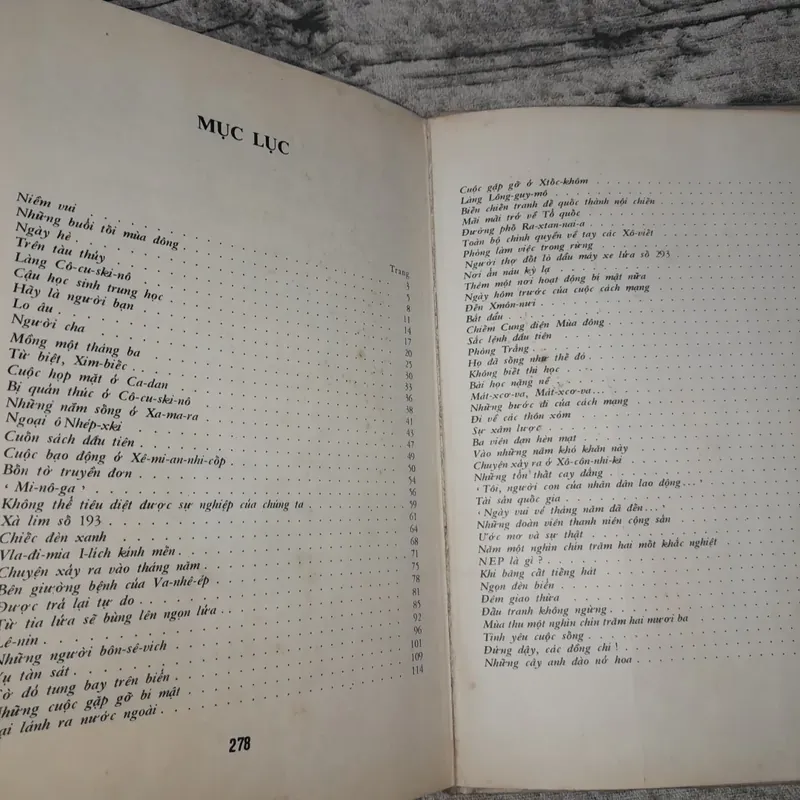 MỤC LỤC
Trang
Niềm vui 3
Những buổi tối mùa đông 5
Ngày hè 8
Trên tàu thủy 11
Làng Cô-cu-ski-nô 14
Cậu học sinh trung học 17
Hãy là người bạn 20
Lo âu 25
Người cha 30
Mồng một tháng ba 33
Từ biệt, Xim-biếc 36
Cuộc họp mặt ở Ca-dan 38
Bị quản thúc ở Cô-cu-ski-nô 41
Những năm sống ở Xa-ma-ra 43
Ngoại ô Nhép-xki 47
Cuốn sách đầu tiên 49
Cuộc bạo động ở Xê-mi-an-nhi-cốp 50
Bốn tờ truyền đơn 54
‘ Mi-nô-ga’ 56
Không thể tiêu diệt được sự nghiệp của chúng ta 59
Xà lim số 193 61
Chiếc đèn xanh 64
Vla-đi-mia I-lích kính mến 68
Chuyện xảy ra vào tháng năm 71
Bên giường bệnh của Va-nhê-ép 75
Được trả lại tự do 78
Từ tia lửa sẽ bùng lên ngọn lửa 81
Lê-nin 85
Những người bôn-sê-vich 92
Vụ tàn sát 96
Cờ đỏ tung bay trên biển 101
Những cuộc gặp gỡ bí mật 109
lại lánh ra nước ngoài 114
278
Cuộc gặp gỡ ở Xtốc-khôm
Làng Lông-guy-mô
Biến chiến tranh đế quốc thành nội chiến
Mãi mãi trở về Tổ quốc
Đường phố Ra-xtan-nai-a
Toàn bộ chính quyền về tay các Xô-viết
Phòng làm việc trong rừng
Người thợ đốt lò đầu máy xe lửa số 293
Nơi ẩn náu kỳ lạ
Thêm một nơi hoạt động bí mật nữa
Ngày hôm trước của cuộc cách mạng
Đến Xmôn-nưi
Bắt đầu
Chiếm Cung điện Mùa đông
Sắc lệnh đầu tiên
Phòng Trắng
Họ đã sống như thế đó
Không biết thì học
Bài học nặng nề
Mát-xcơ-va, Mát-xcơ-va...
Những bước đi của cách mạng
Đi về các thôn xóm
Sự xâm lược
Ba viên đạn hèn mạt
Vào những năm khó khăn này
Chuyện xảy ra ở Xô-côn-nhi-ki
Những tổn thất cay đắng
‘Tôi, người con của nhân dân lao động...’
Tài sản quốc gia
‘Ngày vui về tháng năm đã đến...’
Những đoàn viên thanh niên cộng sản
Ước mơ và sự thật
Năm một nghìn chín trăm hai mốt khắc nghiệt
NEP là gì ?
Khi băng cất tiếng hát
Ngọn đèn biển
Đêm giao thừa
Đấu tranh không ngừng
Mùa thu một nghìn chín trăm hai mươi ba
Tình yêu cuộc sống
Đứng dậy, các đồng chí !
Những cây anh đào nở hoa